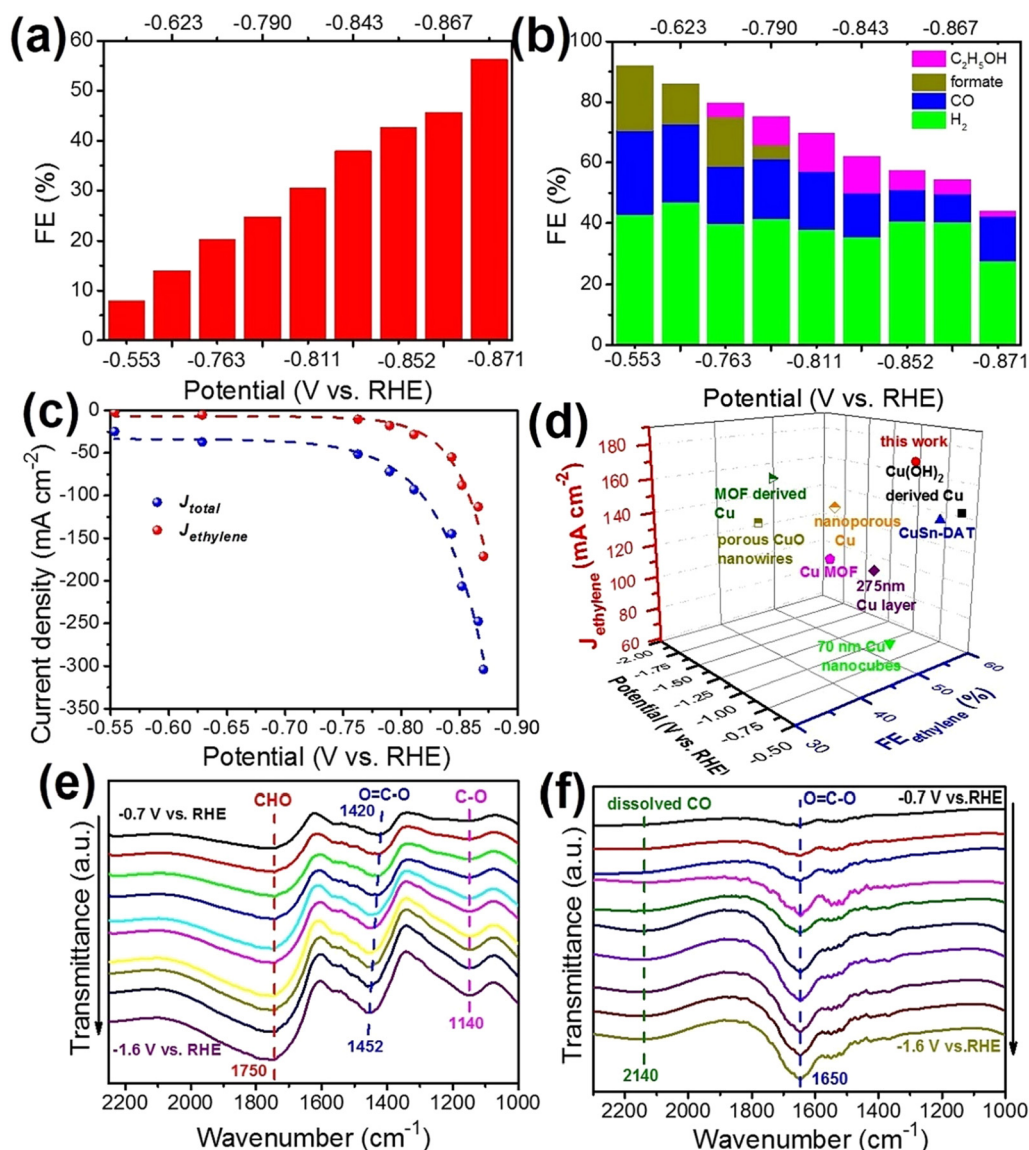 (a)
-0.623 -0.790 -0.843 -0.867
60
50
40
30
20
10
0
FE (%)
-0.553 -0.763 -0.811 -0.852 -0.871
Potential (V vs. RHE)
(b)
-0.623 -0.790 -0.843 -0.867
100
80
60
40
20
0
FE (%)
C₂H₅OH
formate
CO
H₂
-0.553 -0.763 -0.811 -0.852 -0.871
Potential (V vs. RHE)
(c)
0
-50
-100
-150
-200
-250
-300
-350
Current density (mA cm⁻²)
J_total
J_ethylene
-0.55 -0.60 -0.65 -0.70 -0.75 -0.80 -0.85 -0.90
Potential (V vs. RHE)
(d)
180
160
140
120
100
80
60
J_ethylene (mA cm⁻²)
this work
Cu(OH)₂
derived Cu
MOF derived
Cu
nanoporous
Cu
CuSn-DAT
porous CuO
nanowires
Cu MOF
275nm
Cu layer
70 nm-Cu
nanocubes
-2.00
-1.75
-1.50
-1.25
-1.00
-0.75
-0.50
Potential (V vs. RHE)
30
40
50
60
FE_ethylene (%)
(e)
CHO
O=C-O
1420
C-O
-0.7 V vs. RHE
-1.6 V vs. RHE
1750
1452
1140
Transmittance (a.u.)
2200 2000 1800 1600 1400 1200 1000
Wavenumber (cm⁻¹)
(f)
dissolved CO
O=C-O
-0.7 V vs.RHE
-1.6 V vs.RHE
2140
1650
Transmittance (a.u.)
2200 2000 1800 1600 1400 1200 1000
Wavenumber (cm⁻¹)